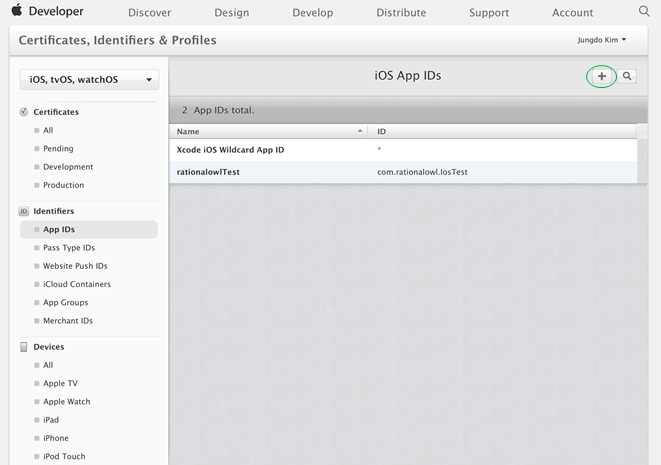 Developer Discover Design Develop Distribute Support Account
Certificates, Identifiers & Profiles Jungdo Kim
iOS, tvOS, watchOS
iOS App IDs
2 App IDs total.
Name ID
Xcode iOS Wildcard App ID *
rationalowlTest com.rationalowl.IosTest
Certificates
All
Pending
Development
Production
ID Identifiers
App IDs
Pass Type IDs
Website Push IDs
iCloud Containers
App Groups
Merchant IDs
Devices
All
Apple TV
Apple Watch
iPad
iPhone
iPod Touch